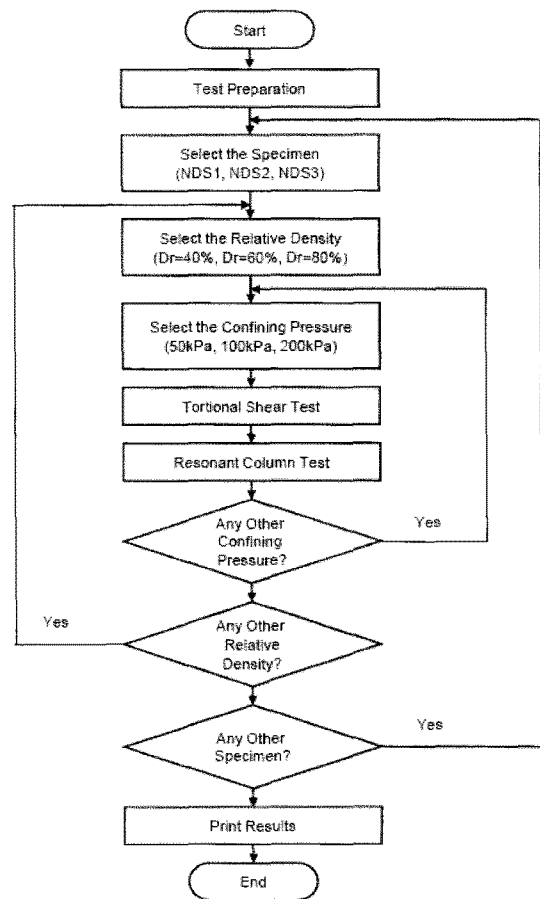 Start
Test Preparation
Select the Specimen
(NDS1, NDS2, NDS3)
Select the Relative Density
(Dr=40%, Dr=60%, Dr=80%)
Select the Confining Pressure
(50kPa, 100kPa, 200kPa)
Tortional Shear Test
Resonant Column Test
Any Other
Confining
Pressure?
Yes
Any Other
Relative
Density?
Yes
Any Other
Specimen?
Yes
Print Results
End